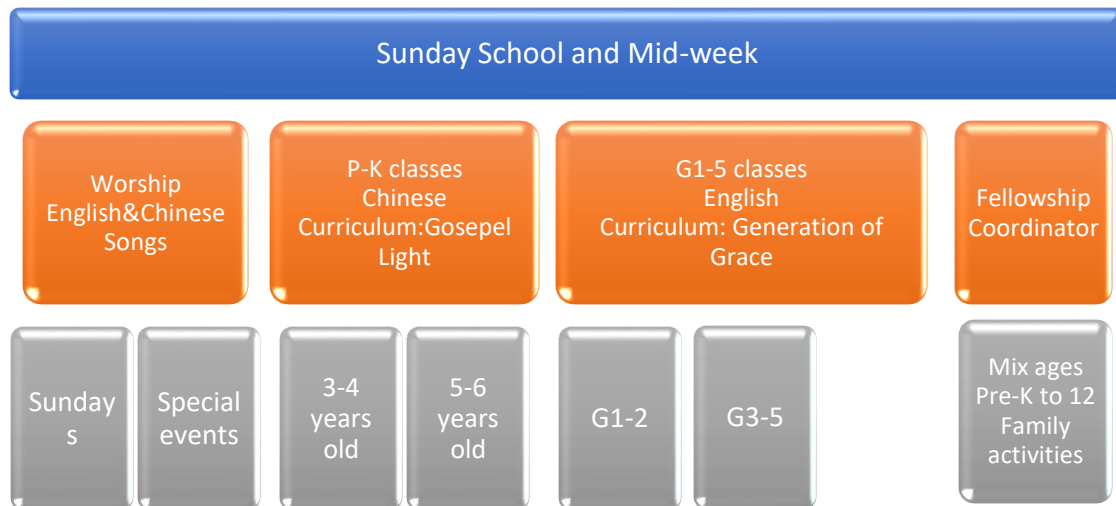 Sunday School and Mid-week
Worship
English&Chinese
Songs
P-K classes
Chinese
Curriculum:Gosepel
Light
G1-5 classes
English
Curriculum: Generation of
Grace
Fellowship
Coordinator
Sunday
s
Special
events
3-4
years
old
5-6
years
old
G1-2
G3-5
Mix ages
Pre-K to 12
Family
activities